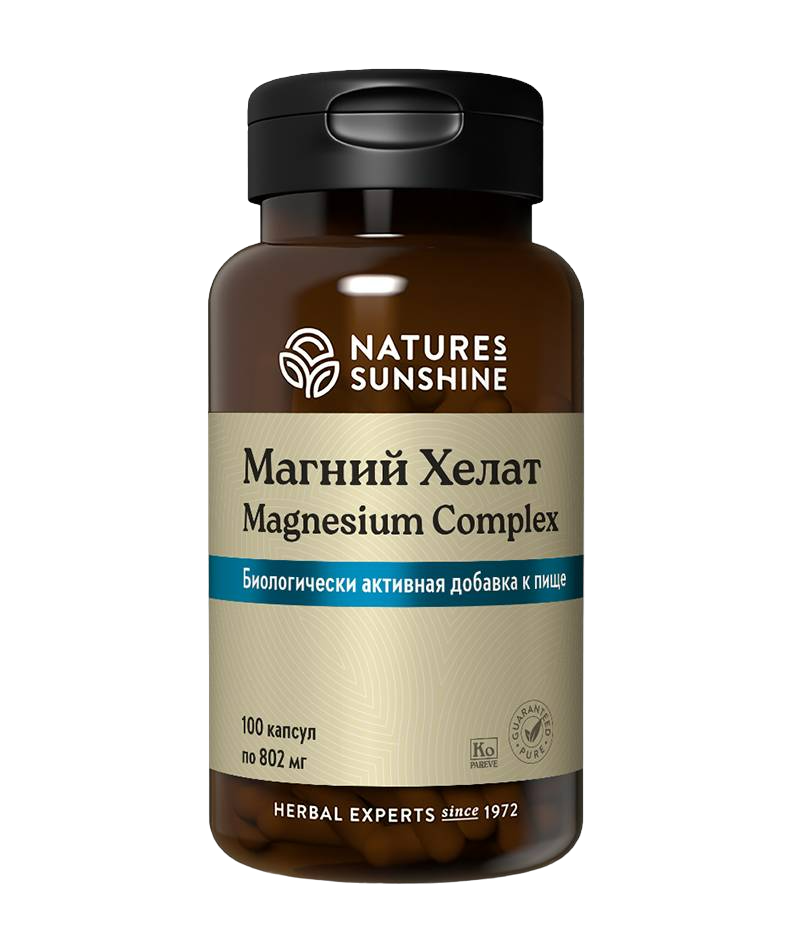 NATURES
SUNSHINE
Магний Хелат
Magnesium Complex
Биологически активная добавка к пище
100 капсул
по 802 мг
Ko
PAREVE
GUARANTEED
PURE
HERBAL EXPERTS since 1972